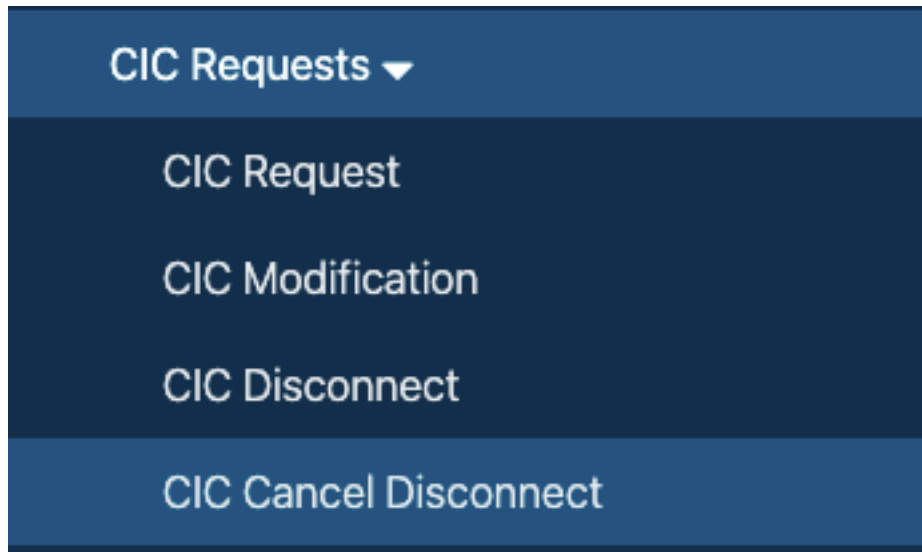 CIC Requests
CIC Request
CIC Modification
CIC Disconnect
CIC Cancel Disconnect